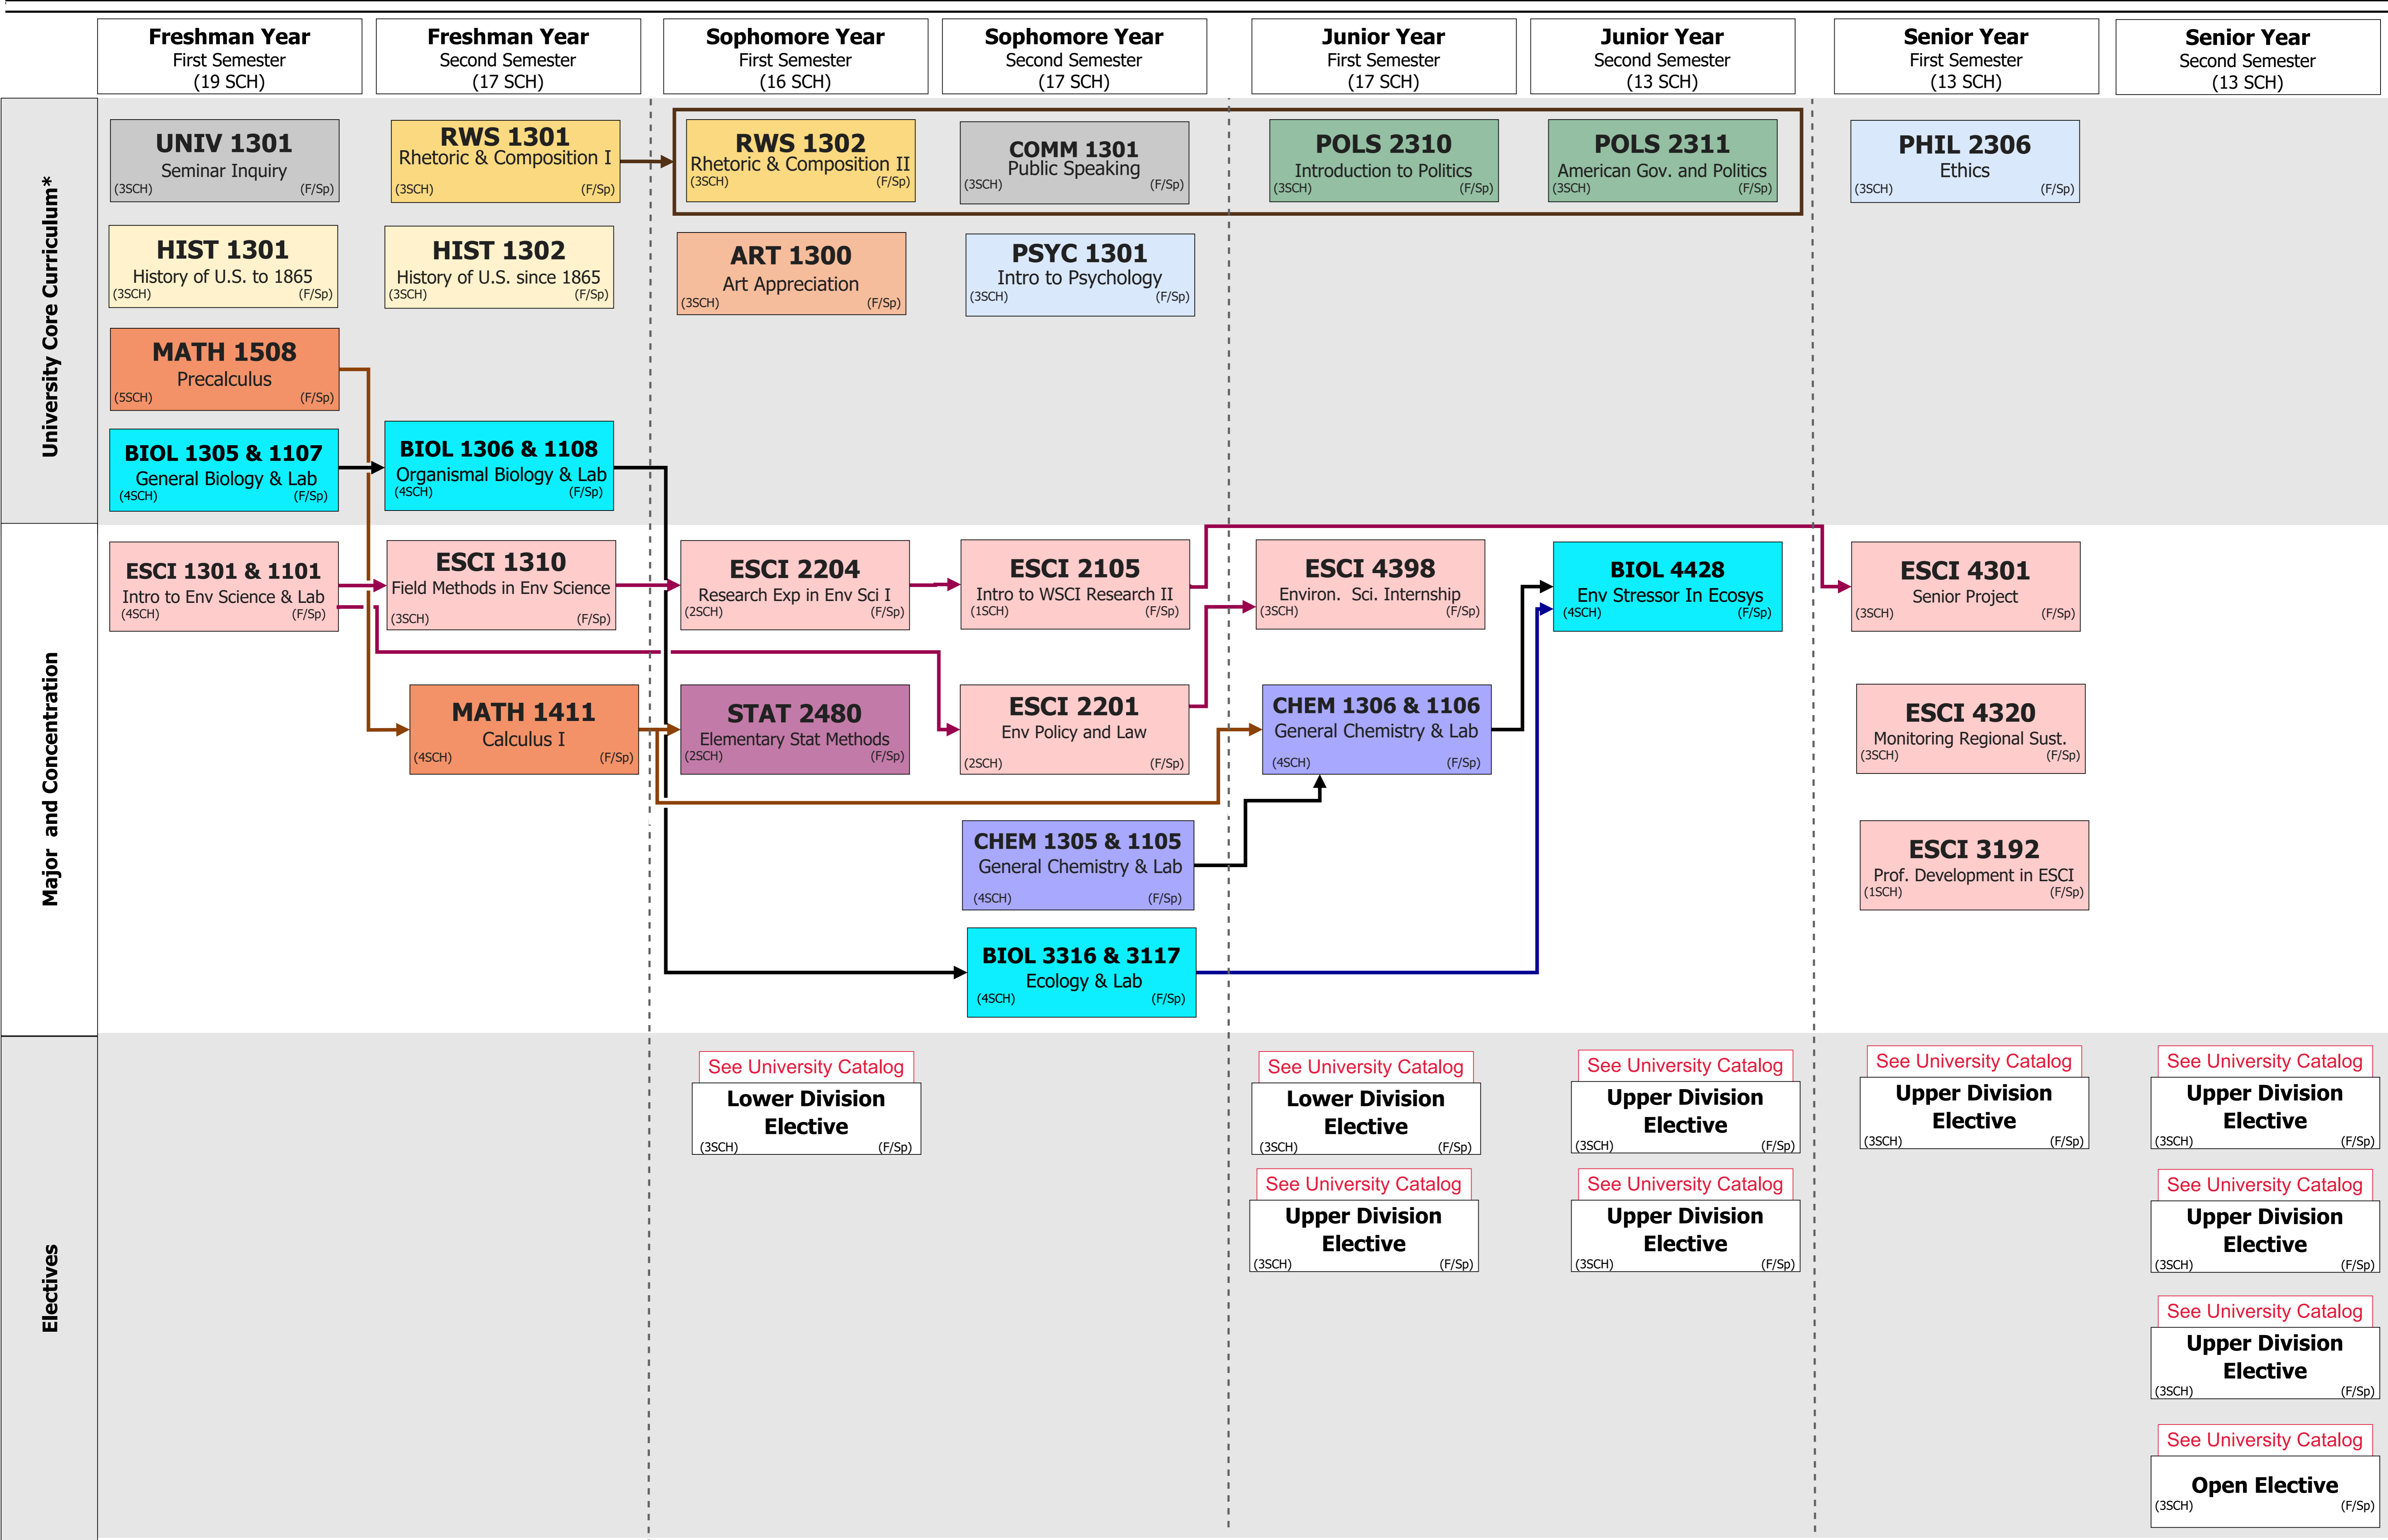 Freshman Year
First Semester
(19 SCH)
Freshman Year
Second Semester
(17 SCH)
Sophomore Year
First Semester
(16 SCH)
Sophomore Year
Second Semester
(17 SCH)
Junior Year
First Semester
(17 SCH)
Junior Year
Second Semester
(13 SCH)
Senior Year
First Semester
(13 SCH)
Senior Year
Second Semester
(13 SCH)
University Core Curriculum*
UNIV 1301
Seminar Inquiry
(3SCH) (F/Sp)
RWS 1301
Rhetoric & Composition I
(3SCH) (F/Sp)
RWS 1302
Rhetoric & Composition II
(3SCH) (F/Sp)
COMM 1301
Public Speaking
(3SCH) (F/Sp)
POLS 2310
Introduction to Politics
(3SCH) (F/Sp)
POLS 2311
American Gov. and Politics
(3SCH) (F/Sp)
PHIL 2306
Ethics
(3SCH) (F/Sp)
HIST 1301
History of U.S. to 1865
(3SCH) (F/Sp)
HIST 1302
History of U.S. since 1865
(3SCH) (F/Sp)
ART 1300
Art Appreciation
(3SCH) (F/Sp)
PSYC 1301
Intro to Psychology
(3SCH) (F/Sp)
MATH 1508
Precalculus
(5SCH) (F/Sp)
BIOL 1305 & 1107
General Biology & Lab
(4SCH) (F/Sp)
BIOL 1306 & 1108
Organismal Biology & Lab
(4SCH) (F/Sp)
Major and Concentration
ESCI 1301 & 1101
Intro to Env Science & Lab
(4SCH) (F/Sp)
ESCI 1310
Field Methods in Env Science
(3SCH) (F/Sp)
ESCI 2204
Research Exp in Env Sci I
(2SCH) (F/Sp)
ESCI 2105
Intro to WSCI Research II
(1SCH) (F/Sp)
ESCI 4398
Environ. Sci. Internship
(3SCH) (F/Sp)
BIOL 4428
Env Stressor In Ecosys
(4SCH) (F/Sp)
ESCI 4301
Senior Project
(3SCH) (F/Sp)
MATH 1411
Calculus I
(4SCH) (F/Sp)
STAT 2480
Elementary Stat Methods
(2SCH) (F/Sp)
ESCI 2201
Env Policy and Law
(2SCH) (F/Sp)
CHEM 1306 & 1106
General Chemistry & Lab
(4SCH) (F/Sp)
ESCI 4320
Monitoring Regional Sust.
(3SCH) (F/Sp)
CHEM 1305 & 1105
General Chemistry & Lab
(4SCH) (F/Sp)
ESCI 3192
Prof. Development in ESCI
(1SCH) (F/Sp)
BIOL 3316 & 3117
Ecology & Lab
(4SCH) (F/Sp)
Electives
See University Catalog
Lower Division
Elective
(3SCH) (F/Sp)
See University Catalog
Lower Division
Elective
(3SCH) (F/Sp)
See University Catalog
Upper Division
Elective
(3SCH) (F/Sp)
See University Catalog
Upper Division
Elective
(3SCH) (F/Sp)
See University Catalog
Upper Division
Elective
(3SCH) (F/Sp)
See University Catalog
Upper Division
Elective
(3SCH) (F/Sp)
See University Catalog
Upper Division
Elective
(3SCH) (F/Sp)
See University Catalog
Upper Division
Elective
(3SCH) (F/Sp)
See University Catalog
Upper Division
Elective
(3SCH) (F/Sp)
See University Catalog
Open Elective
(3SCH) (F/Sp)